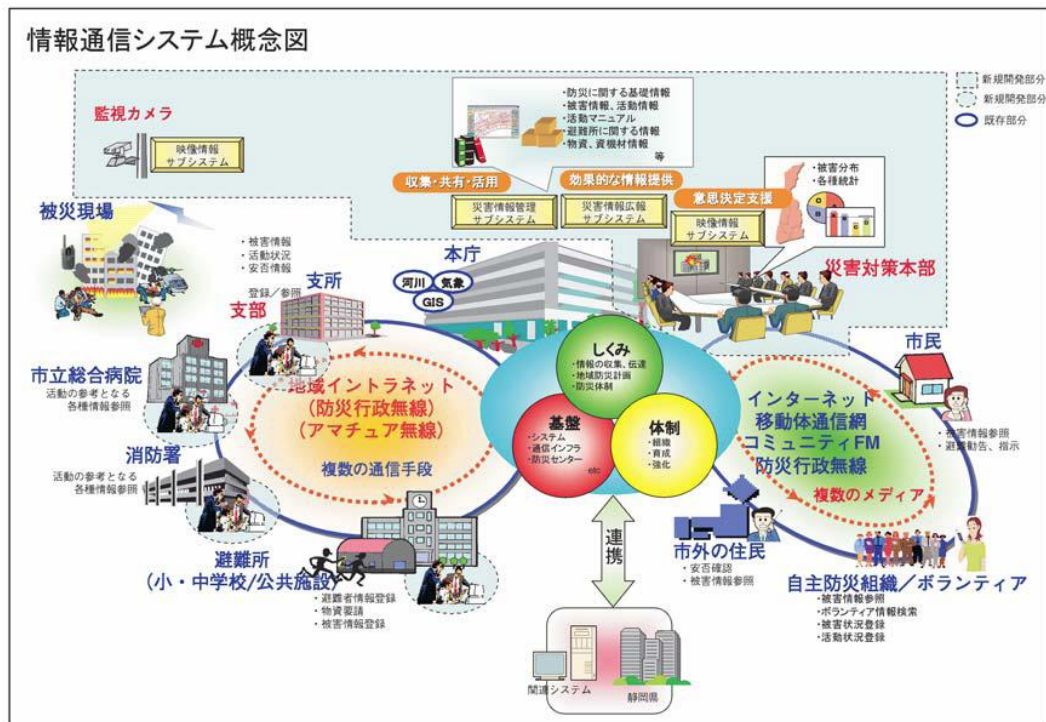 情報通信システム概念図
新規開発部分
新規開発部分
既存部分
監視カメラ
映像情報
サブシステム
・防災に関する基礎情報
・被害情報、活動情報
・活動マニュアル
・避難所に関する情報
・物資、資機材情報
等
収集・共有・活用
効果的な情報提供
意思決定支援
災害情報管理
サブシステム
災害情報広報
サブシステム
映像情報
サブシステム
・被害分布
・各種統計
災害対策本部
被災現場
・被害情報
・活動状況
・安否情報
登録／参照
支所
支部
本庁
河川
気象
GIS
市立総合病院
活動の参考となる
各種情報参照
消防署
活動の参考となる
各種情報参照
地域イントラネット
(防災行政無線)
(アマチュア無線)
複数の通信手段
避難所
(小・中学校/公共施設)
・避難者情報登録
・物資要請
・被害情報登録
しくみ
・情報の収集、伝達
・地域防災計画
・防災体制
基盤
・システム
・通信インフラ
・防災センター
etc
体制
・組織
・育成
・強化
連携
関連システム
静岡県
インターネット
移動体通信網
コミュニティFM
防災行政無線
複数のメディア
市民
・被害情報参照
・避難勧告、指示
市外の住民
・安否確認
・被害情報参照
自主防災組織／ボランティア
・被害情報参照
・ボランティア情報検索
・被害状況登録
・活動状況登録